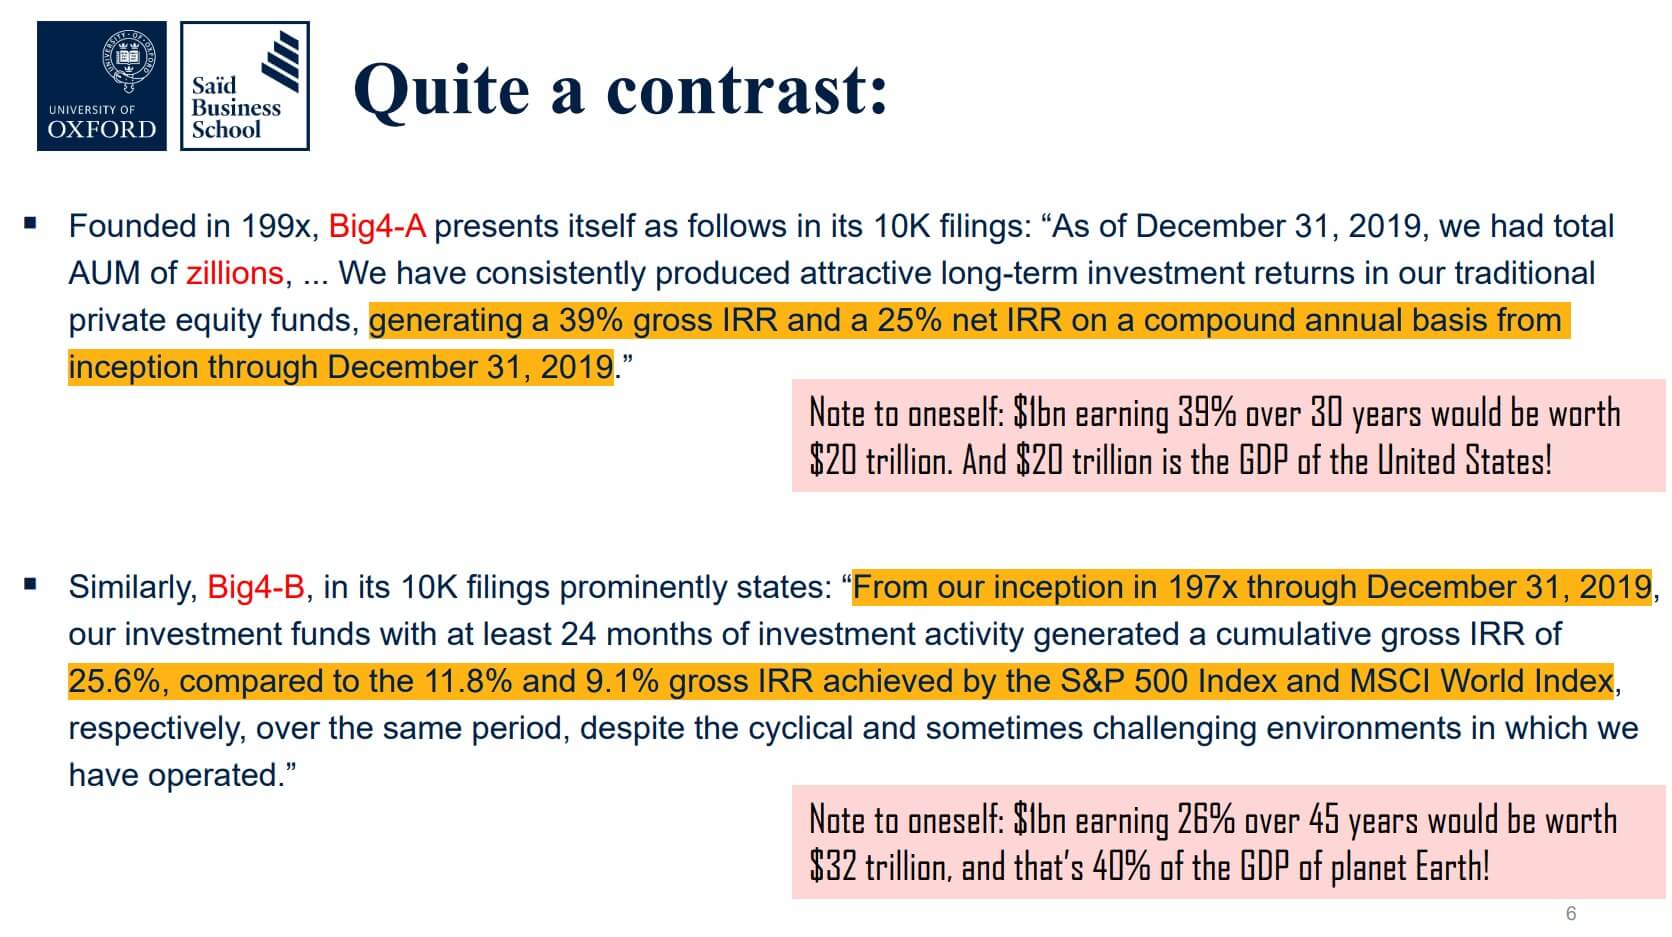 UNIVERSITY OF
OXFORD
Saïd
Business
School
Quite a contrast:
▪ Founded in 199x, Big4-A presents itself as follows in its 10K filings: “As of December 31, 2019, we had total
AUM of zillions, ... We have consistently produced attractive long-term investment returns in our traditional
private equity funds, generating a 39% gross IRR and a 25% net IRR on a compound annual basis from
inception through December 31, 2019.”
Note to oneself: $1bn earning 39% over 30 years would be worth
$20 trillion. And $20 trillion is the GDP of the United States!
▪ Similarly, Big4-B, in its 10K filings prominently states: “From our inception in 197x through December 31, 2019,
our investment funds with at least 24 months of investment activity generated a cumulative gross IRR of
25.6%, compared to the 11.8% and 9.1% gross IRR achieved by the S&P 500 Index and MSCI World Index,
respectively, over the same period, despite the cyclical and sometimes challenging environments in which we
have operated.”
Note to oneself: $1bn earning 26% over 45 years would be worth
$32 trillion, and that's 40% of the GDP of planet Earth!
6